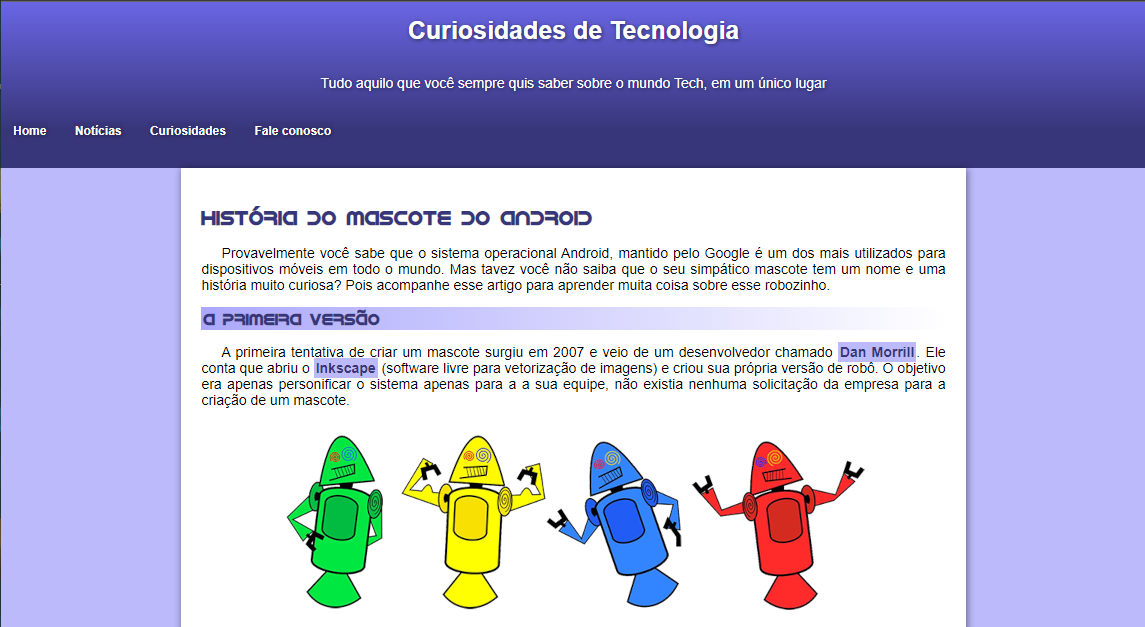 Curiosidades de Tecnologia
Tudo aquilo que você sempre quis saber sobre o mundo Tech, em um único lugar
Home Notícias Curiosidades Fale conosco
História do Mascote do Android
Provavelmente você sabe que o sistema operacional Android, mantido pelo Google é um dos mais utilizados para
dispositivos móveis em todo o mundo. Mas tavez você não saiba que o seu simpático mascote tem um nome e uma
história muito curiosa? Pois acompanhe esse artigo para aprender muita coisa sobre esse robozinho.
A primeira versão
A primeira tentativa de criar um mascote surgiu em 2007 e veio de um desenvolvedor chamado Dan Morrill. Ele
conta que abriu o Inkscape (software livre para vetorização de imagens) e criou sua própria versão de robô. O objetivo
era apenas personificar o sistema apenas para a a sua equipe, não existia nenhuma solicitação da empresa para a
criação de um mascote.